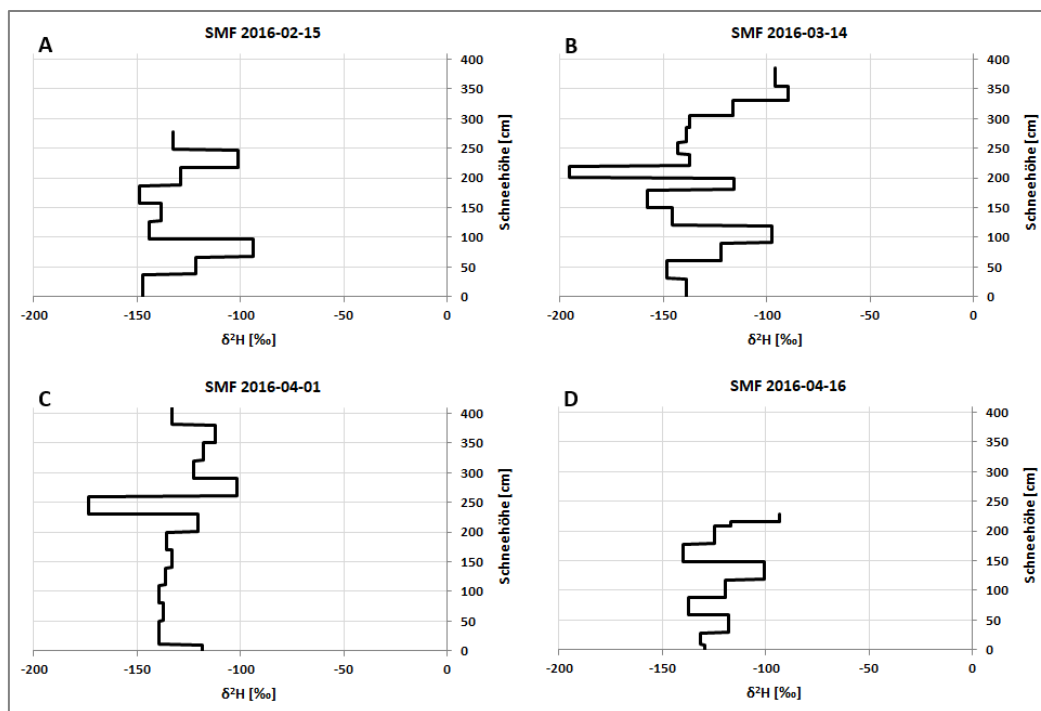 A
SMF 2016-02-15
400
350
300
250
200
150
100
50
0
Schneehöhe [cm]
-200 -150 -100 -50 0
δ²H [‰]
B
SMF 2016-03-14
400
350
300
250
200
150
100
50
0
Schneehöhe [cm]
-200 -150 -100 -50 0
δ²H [‰]
C
SMF 2016-04-01
400
350
300
250
200
150
100
50
0
Schneehöhe [cm]
-200 -150 -100 -50 0
δ²H [‰]
D
SMF 2016-04-16
400
350
300
250
200
150
100
50
0
Schneehöhe [cm]
-200 -150 -100 -50 0
δ²H [‰]